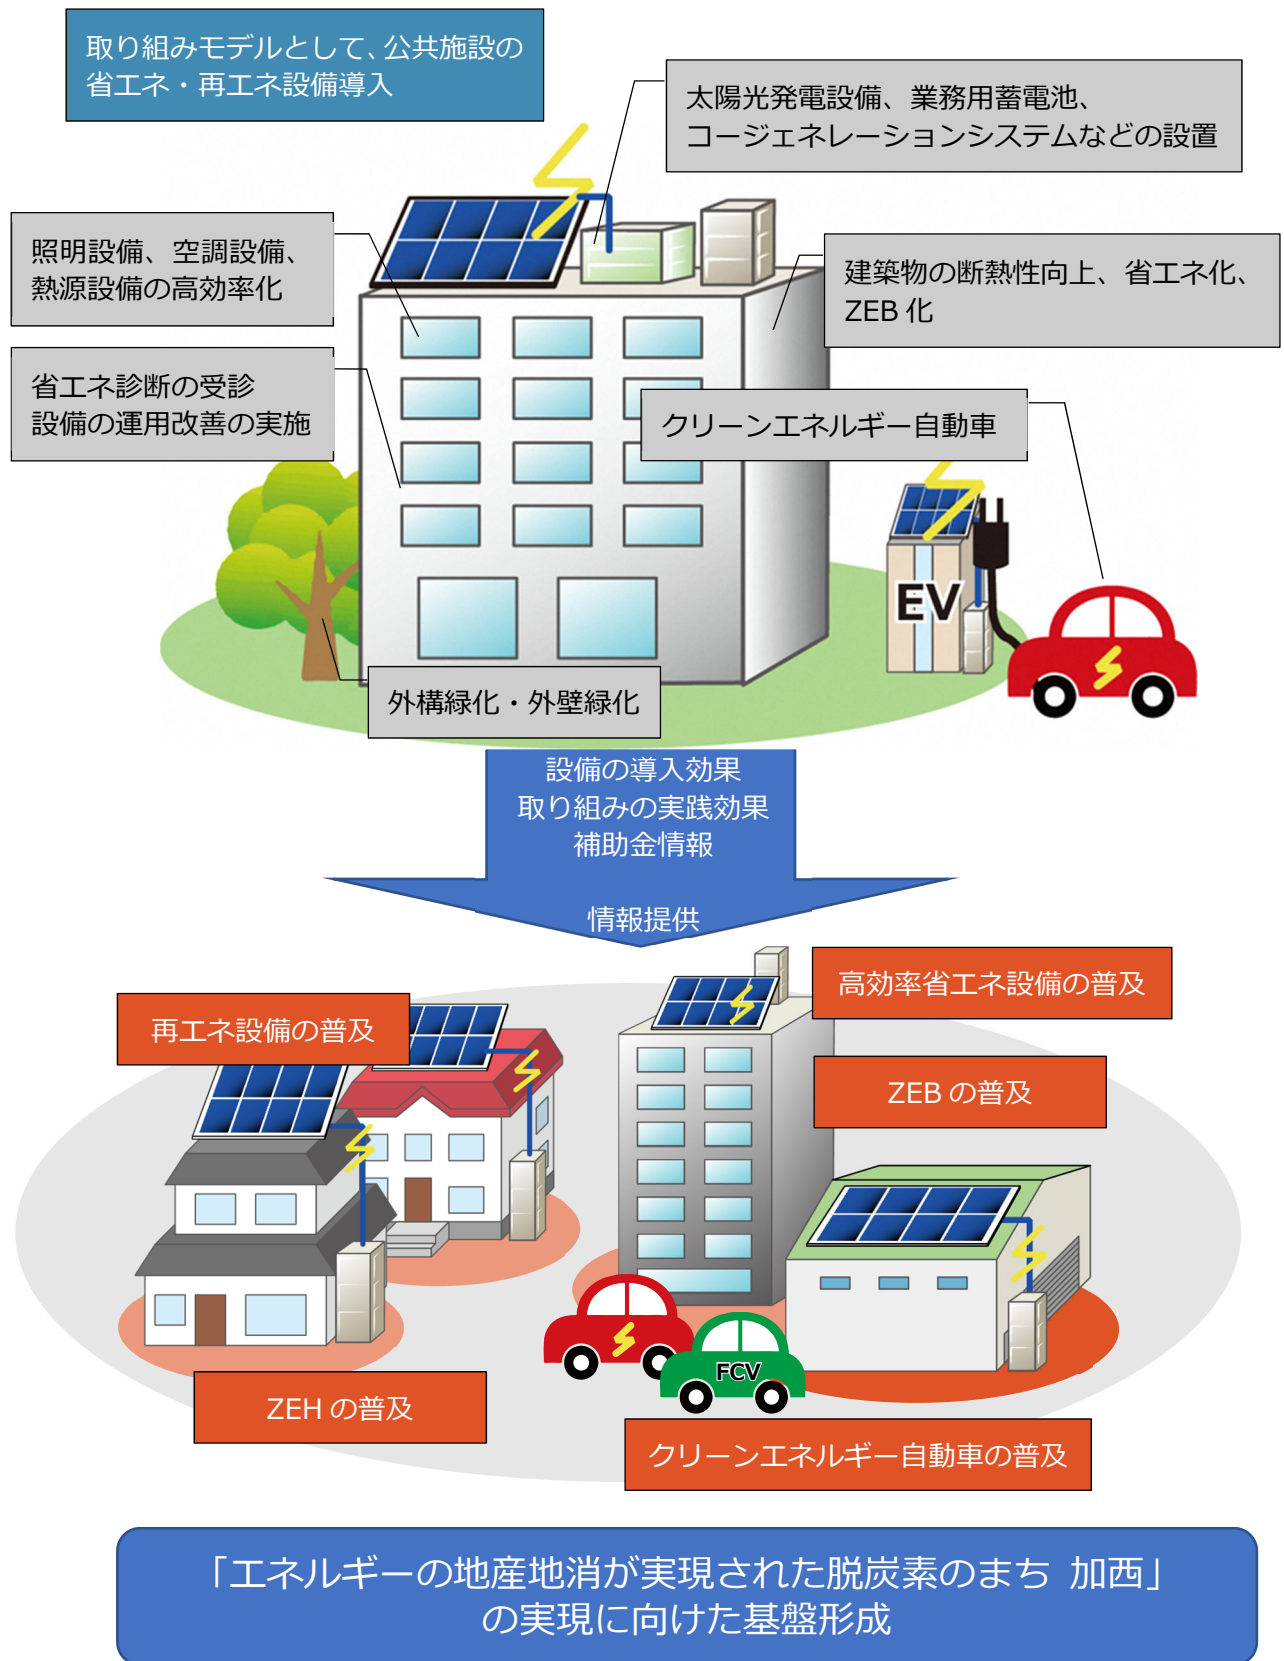 取り組みモデルとして、公共施設の
省エネ・再エネ設備導入
太陽光発電設備、業務用蓄電池、
コージェネレーションシステムなどの設置
照明設備、空調設備、
熱源設備の高効率化
建築物の断熱性向上、省エネ化、
ZEB 化
省エネ診断の受診
設備の運用改善の実施
クリーンエネルギー自動車
EV
外構緑化・外壁緑化
設備の導入効果
取り組みの実践効果
補助金情報
情報提供
高効率省エネ設備の普及
再エネ設備の普及
ZEB の普及
FCV
ZEH の普及
クリーンエネルギー自動車の普及
「エネルギーの地産地消が実現された脱炭素のまち 加西」
の実現に向けた基盤形成